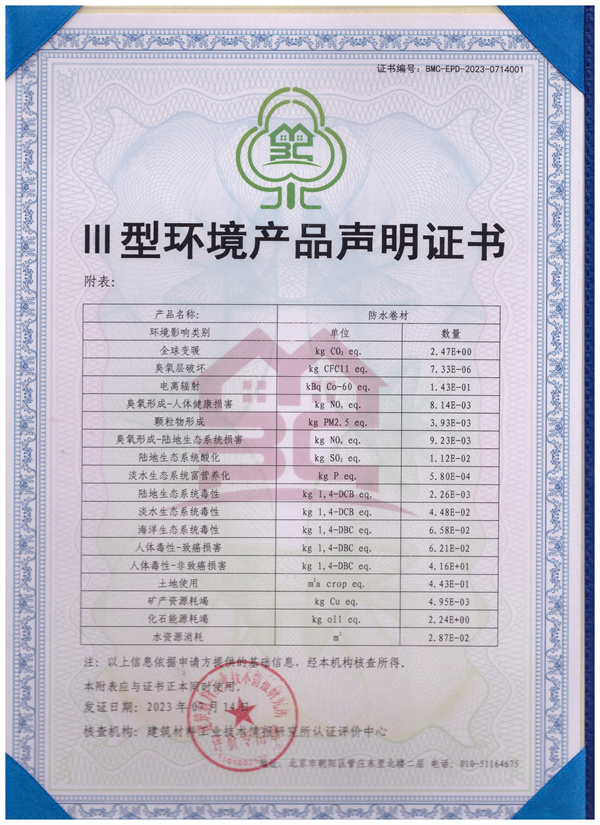 证书编号：BMC-EPD-2023-0714001
BC
III型环境产品声明证书
附表：
产品名称： 防水卷材
环境影响类别 单位 数量
全球变暖 kg CO₂ eq. 2.47E+00
臭氧层破坏 kg CFC11 eq. 7.33E-06
电离辐射 kBq Co-60 eq. 1.43E-01
臭氧形成-人体健康损害 kg NOₓ eq. 8.14E-03
颗粒物形成 kg PM2.5 eq. 3.93E-03
臭氧形成-陆地生态系统损害 kg NOₓ eq. 9.23E-03
陆地生态系统酸化 kg SO₂ eq. 1.12E-02
淡水生态系统富营养化 kg P eq. 5.80E-04
陆地生态系统毒性 kg 1,4-DCB eq. 2.26E-03
淡水生态系统毒性 kg 1,4-DCB eq. 4.48E-02
海洋生态系统毒性 kg 1,4-DBC eq. 6.58E-02
人体毒性-致癌损害 kg 1,4-DBC eq. 6.21E-02
人体毒性-非致癌损害 kg 1,4-DBC eq. 4.16E+01
土地使用 m²a crop eq. 4.43E-01
矿产资源耗竭 kg Cu eq. 4.95E-03
化石能源耗竭 kg oil eq. 2.24E+00
水资源消耗 m³ 2.87E-02
注：以上信息依据申请方提供的基础信息，经本机构核查所得。
本附表应与证书正本同时使用。
发证日期：2023年07月14日
核查机构：建筑材料工业技术情报研究所认证评价中心
地址：北京市朝阳区管庄本里北楼二层 电话：010-51164675